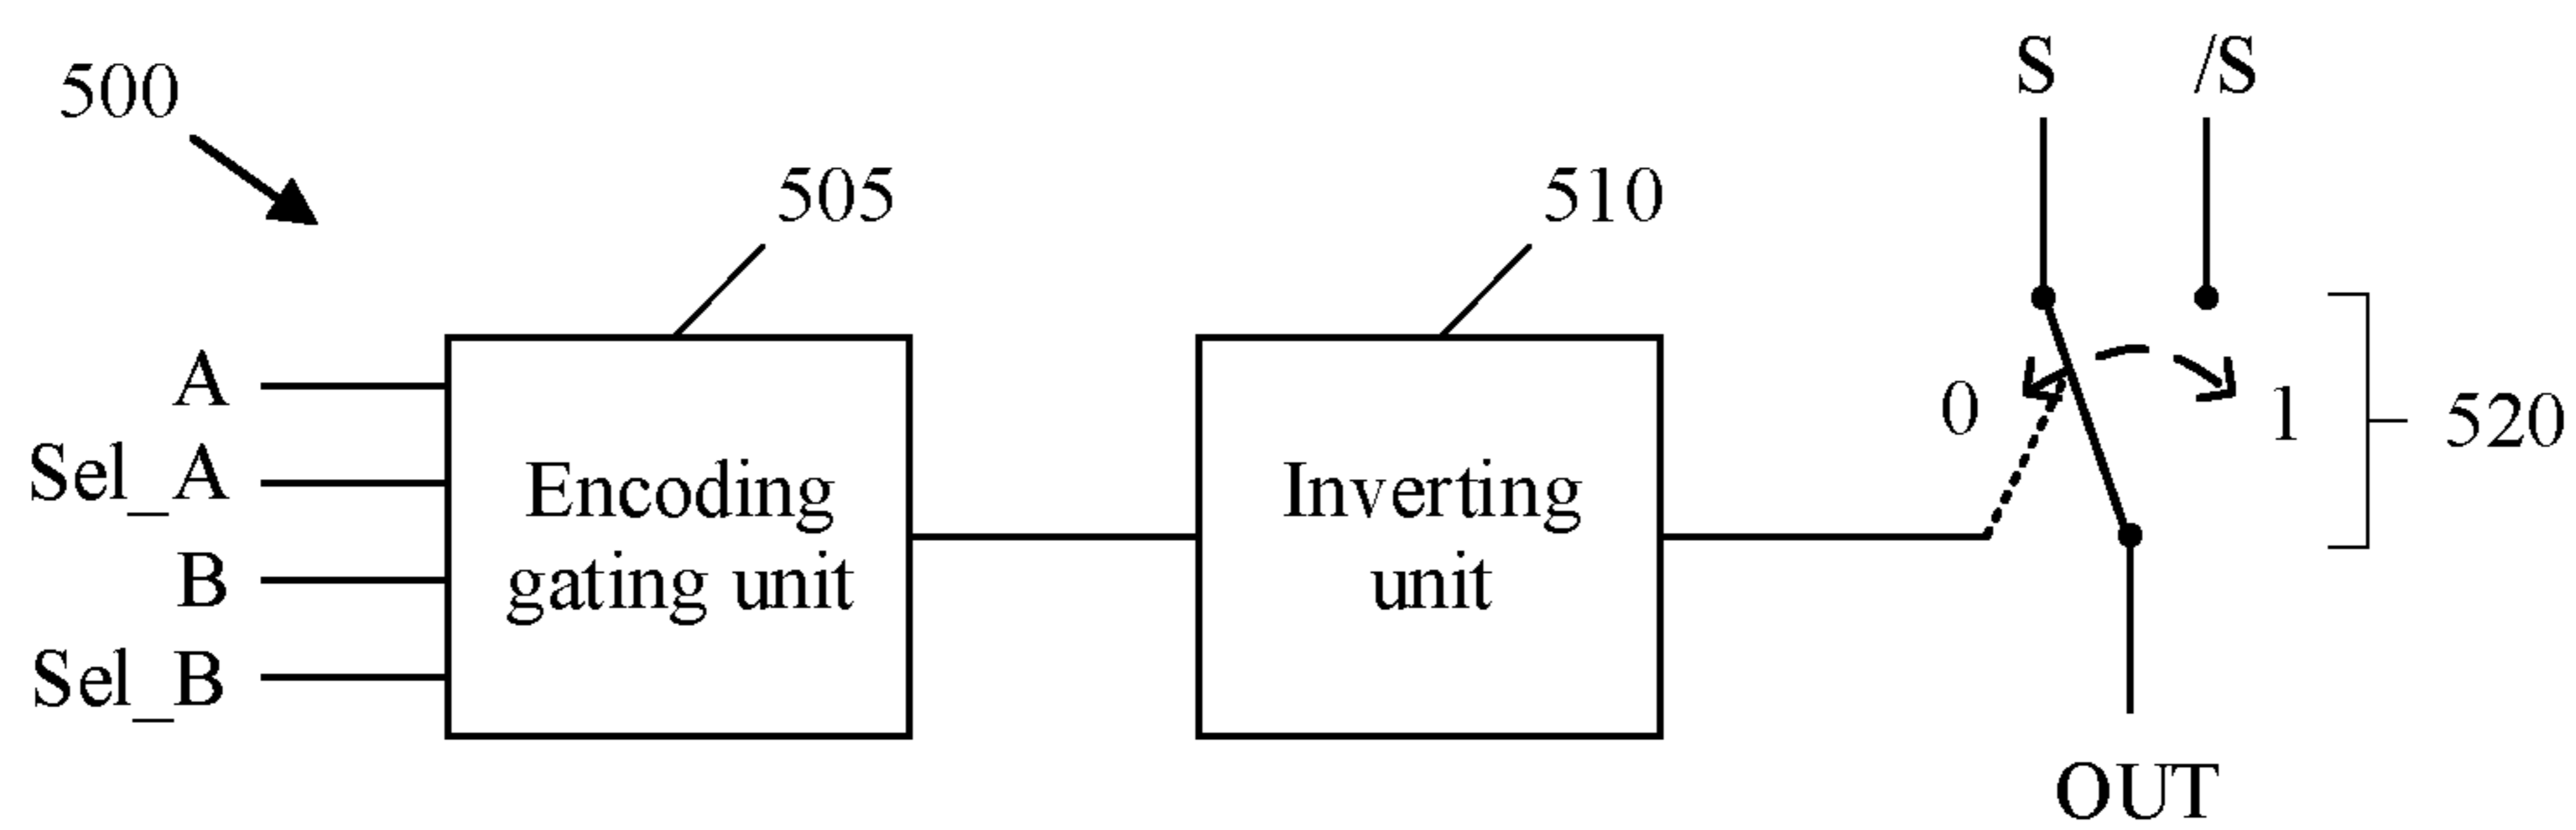 S /S
500
505 510
A
Sel_A
B
Sel_B
Encoding
gating unit
Inverting
unit
0 1 520
OUT